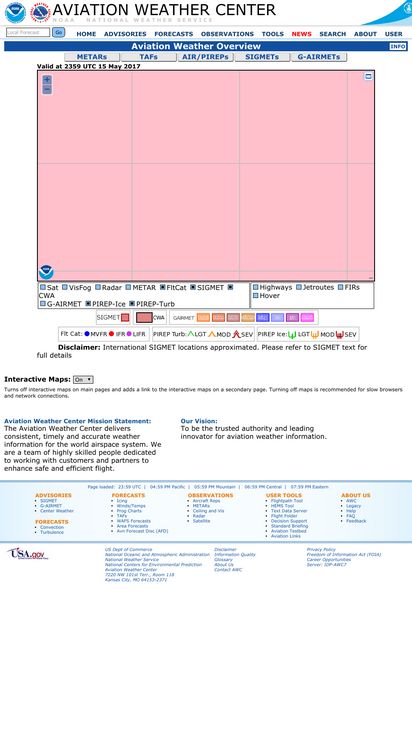 AVIATION WEATHER CENTER
NOAA NATIONAL WEATHER SERVICE
Local Forecast Go HOME ADVISORIES FORECASTS OBSERVATIONS TOOLS NEWS SEARCH ABOUT USER
Aviation Weather Overview INFO
METARs TAFs AIR/PIREPs SIGMETs G-AIRMETs
Valid at 2359 UTC 15 May 2017
+
−
Sat VisFog Radar METAR FltCat SIGMET
CWA
G-AIRMET PIREP-Ice PIREP-Turb
Highways Jetroutes FIRs
Hover
SIGMET CWA GAIRMET
Flt Cat: MVFR IFR LIFR PIREP Turb: LGT MOD SEV PIREP Ice: LGT MOD SEV
Disclaimer: International SIGMET locations approximated. Please refer to SIGMET text for
full details
Interactive Maps: On
Turns off interactive maps on main pages and adds a link to the interactive maps on a secondary page. Turning off maps is recommended for slow browsers
and network connections.
Aviation Weather Center Mission Statement:
The Aviation Weather Center delivers
consistent, timely and accurate weather
information for the world airspace system. We
are a team of highly skilled people dedicated
to working with customers and partners to
enhance safe and efficient flight.
Our Vision:
To be the trusted authority and leading
innovator for aviation weather information.
Page loaded: 23:59 UTC | 04:59 PM Pacific | 05:59 PM Mountain | 06:59 PM Central | 07:59 PM Eastern
ADVISORIES
SIGMET
G-AIRMET
Center Weather
FORECASTS
Convection
Turbulence
FORECASTS
Icing
Winds/Temps
Prog Charts
TAFs
WAFS Forecasts
Area Forecasts
Avn Forecast Disc (AFD)
OBSERVATIONS
Aircraft Reps
METARs
Ceiling and Vis
Radar
Satellite
USER TOOLS
Flightpath Tool
HEMS Tool
Text Data Server
Flight Folder
Decision Support
Standard Briefing
Aviation Testbed
Aviation Links
ABOUT US
AWC
Legacy
Help
FAQ
Feedback
USA.gov
US Dept of Commerce
National Oceanic and Atmospheric Administration
National Weather Service
National Centers for Environmental Prediction
Aviation Weather Center
7220 NW 101st Terr., Room 118
Kansas City, MO 64153-2371
Disclaimer
Information Quality
Glossary
About Us
Contact AWC
Privacy Policy
Freedom of Information Act (FOIA)
Career Opportunities
Server: IDP-AWC7